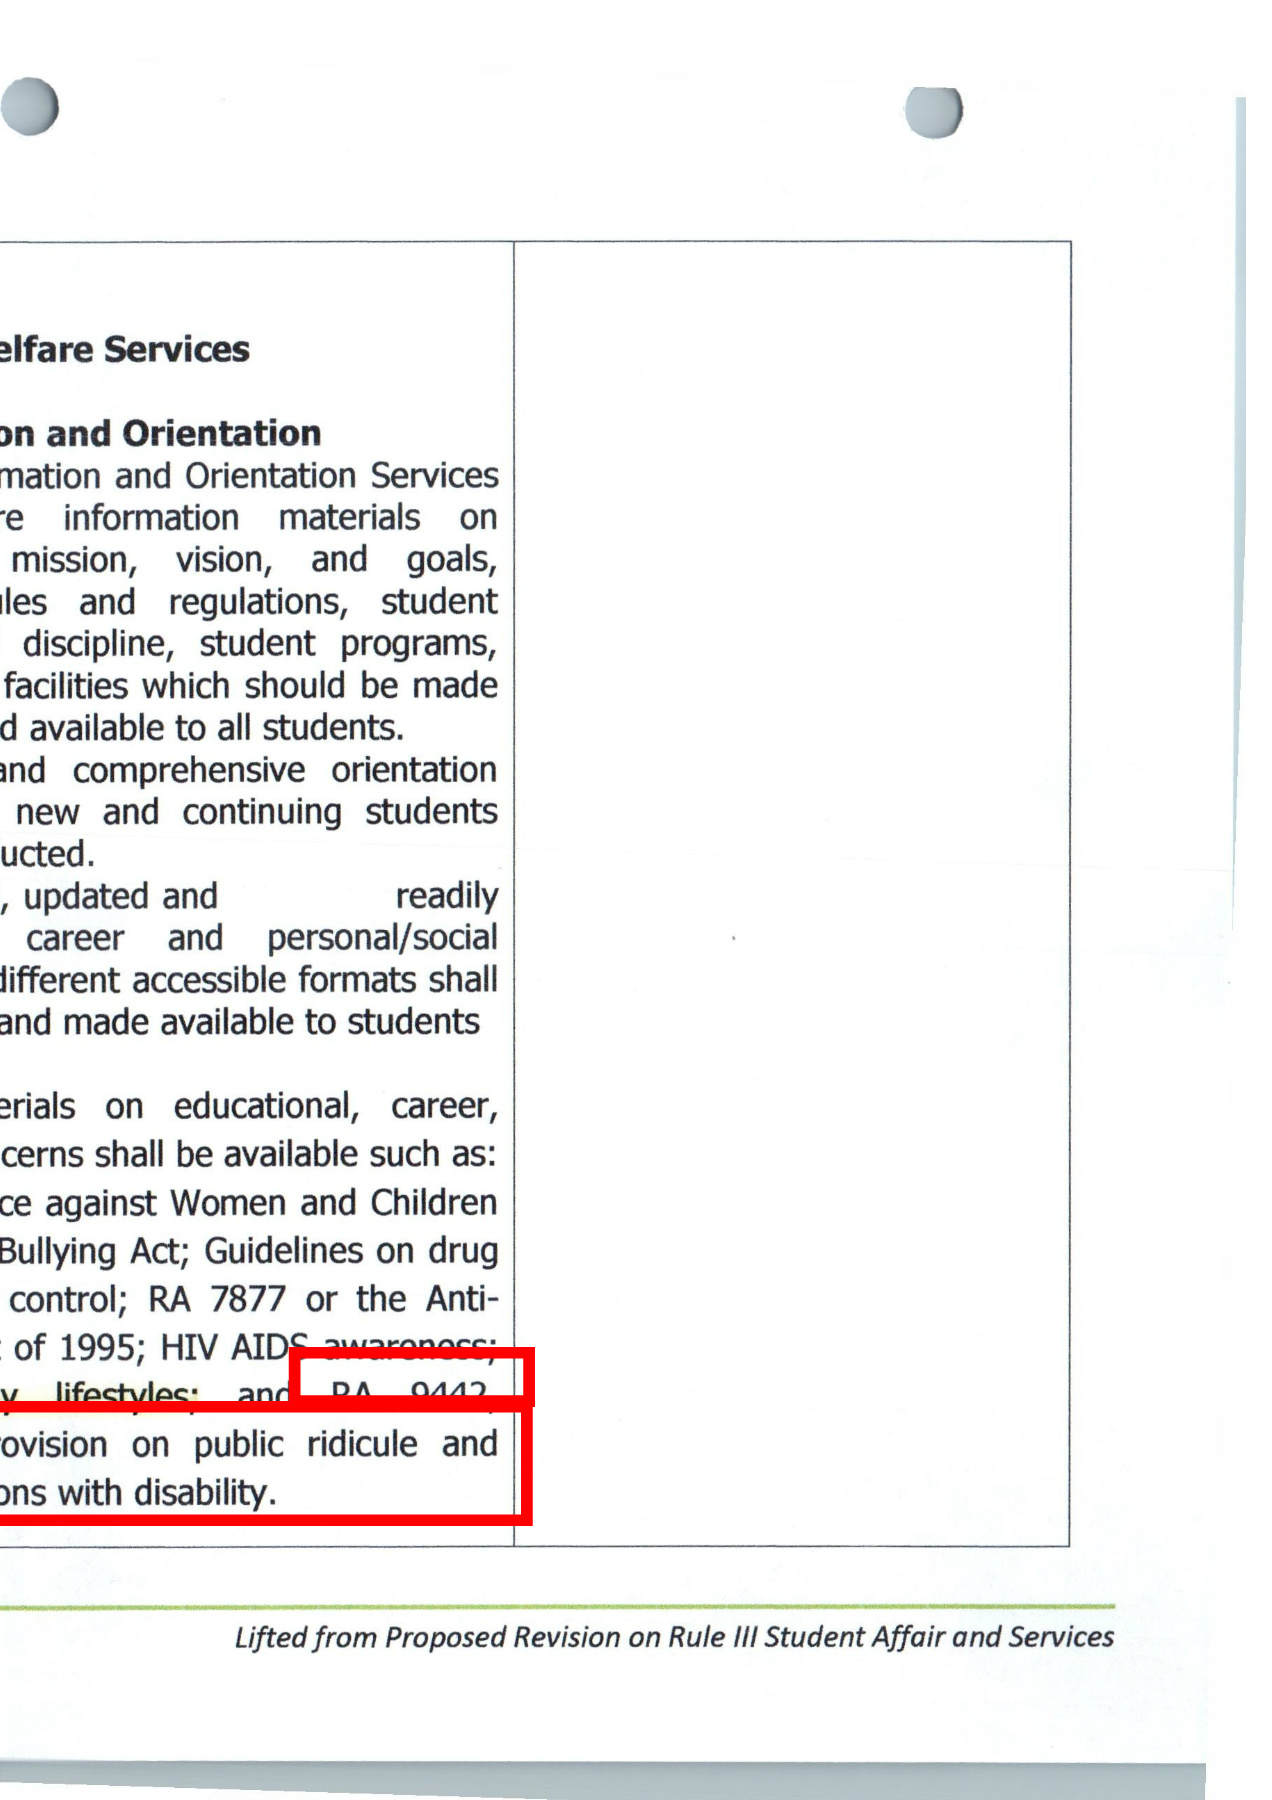 elfare Services
on and Orientation
mation and Orientation Services
re information materials on
mission, vision, and goals,
les and regulations, student
discipline, student programs,
facilities which should be made
d available to all students.
and comprehensive orientation
new and continuing students
ucted.
, updated and readily
career and personal/social
different accessible formats shall
and made available to students
erials on educational, career,
cerns shall be available such as:
ce against Women and Children
Bullying Act; Guidelines on drug
control; RA 7877 or the Anti-
t of 1995; HIV AIDS awareness;
y lifestyles; and RA 9442,
rovision on public ridicule and
ons with disability.
Lifted from Proposed Revision on Rule III Student Affair and Services